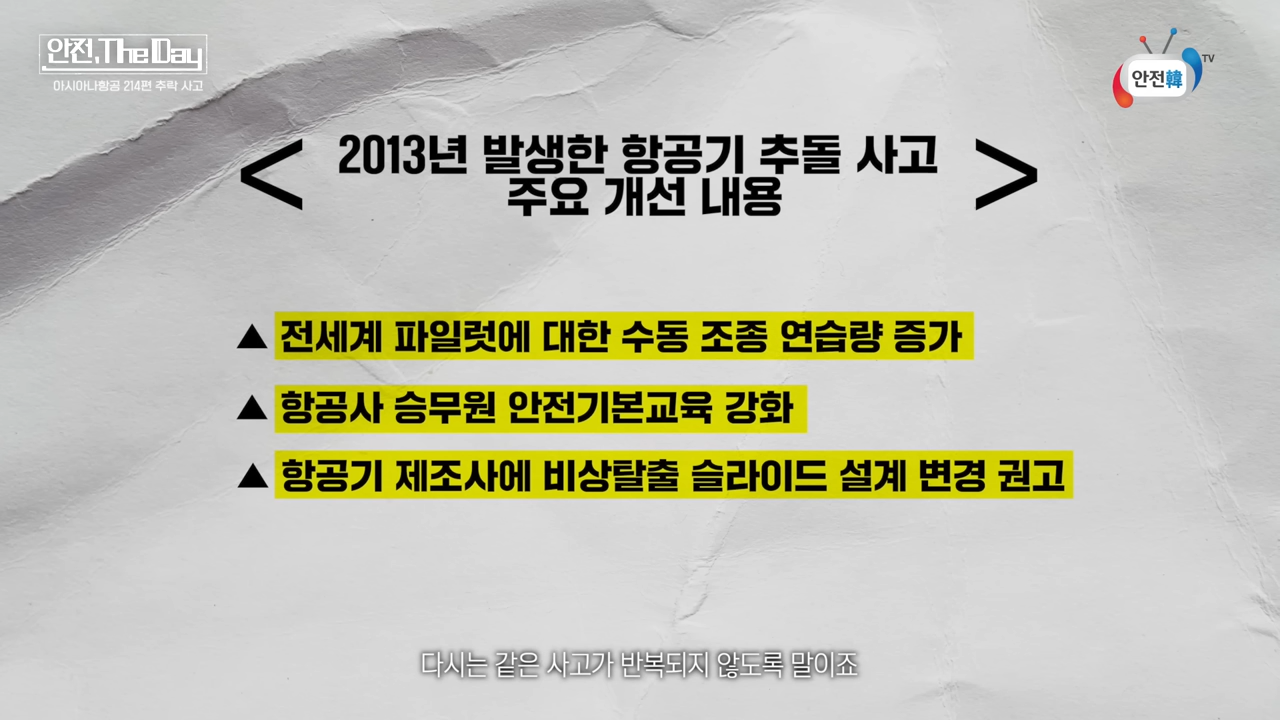 안전, The Day
아시아나항공 214편 추락 사고
안전韓 TV
< 2013년 발생한 항공기 추돌 사고 >
주요 개선 내용
▲ 전세계 파일럿에 대한 수동 조종 연습량 증가
▲ 항공사 승무원 안전기본교육 강화
▲ 항공기 제조사에 비상탈출 슬라이드 설계 변경 권고
다시는 같은 사고가 반복되지 않도록 말이죠